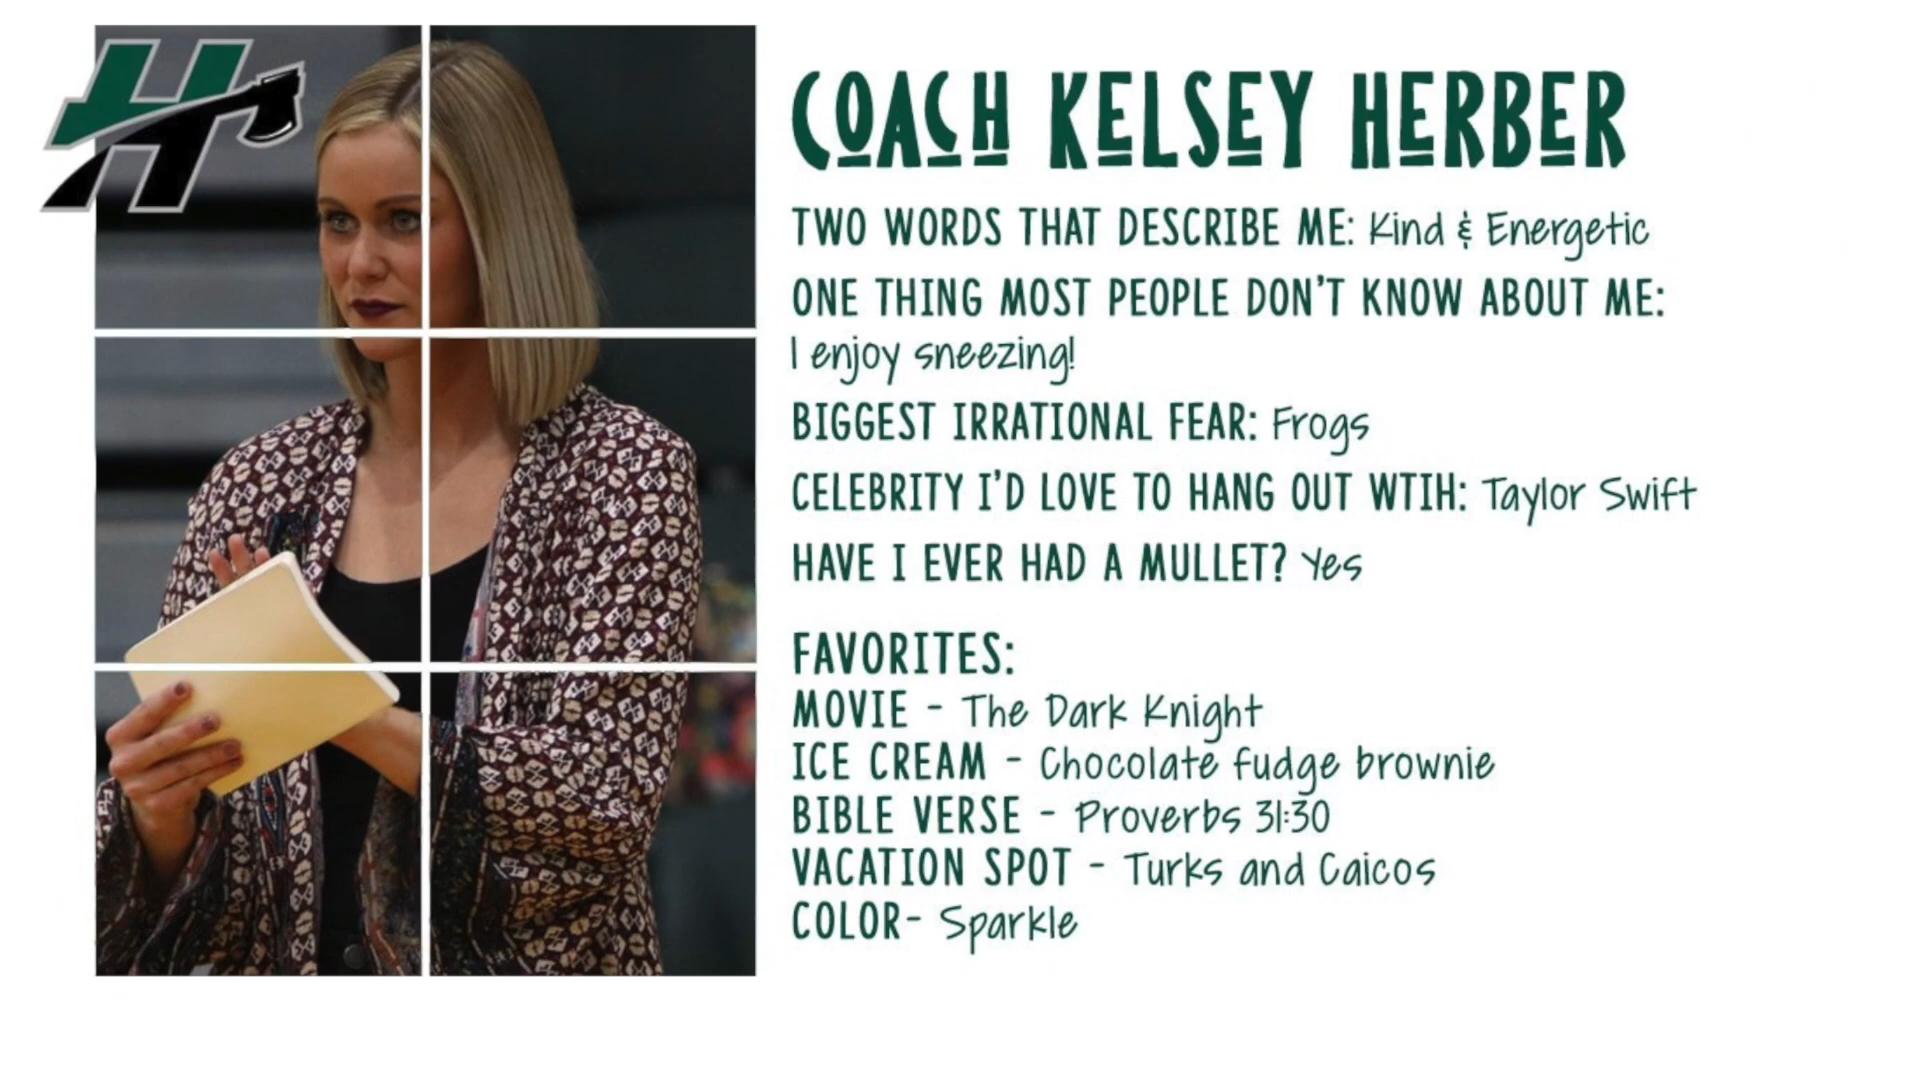 COACH KELSEY HERBER
TWO WORDS THAT DESCRIBE ME: Kind & Energetic
ONE THING MOST PEOPLE DON'T KNOW ABOUT ME:
I enjoy sneezing!
BIGGEST IRRATIONAL FEAR: Frogs
CELEBRITY I'D LOVE TO HANG OUT WTIH: Taylor Swift
HAVE I EVER HAD A MULLET? Yes
FAVORITES:
MOVIE - The Dark Knight
ICE CREAM - Chocolate fudge brownie
BIBLE VERSE - Proverbs 31:30
VACATION SPOT - Turks and Caicos
COLOR- Sparkle